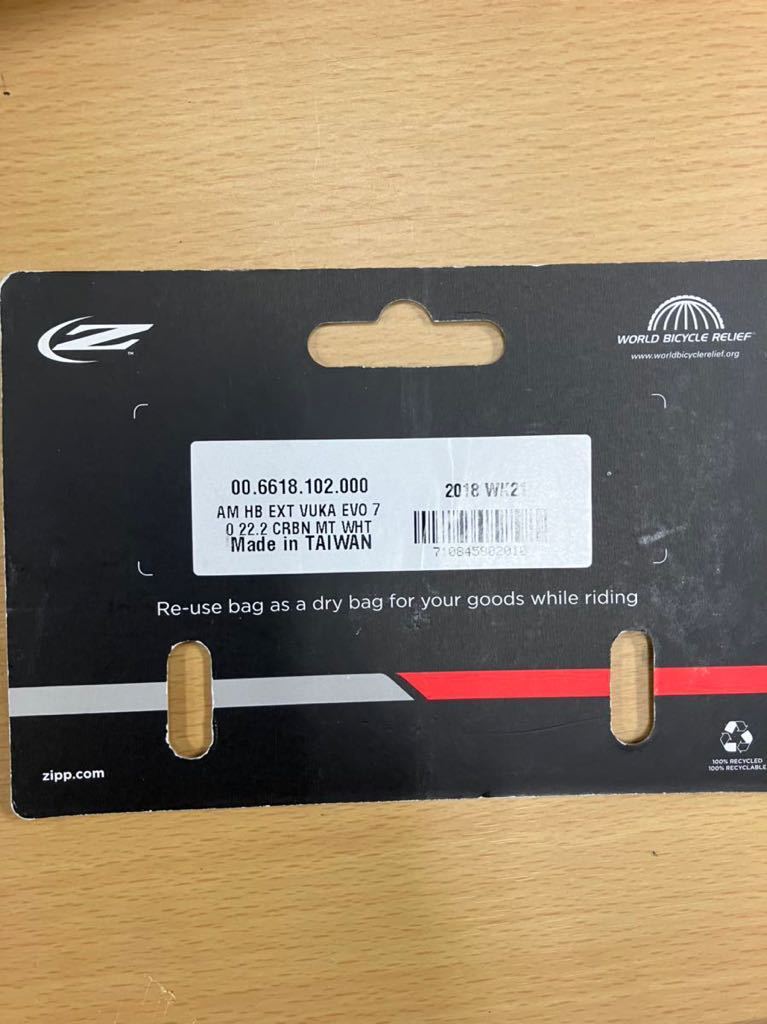 Z
WORLD BICYCLE RELIEF
www.worldbicyclerelief.org
00.6618.102.000
2018 WK21
AM HB EXT VUKA EVO 7
0 22.2 CRBN MT WHT
Made in TAIWAN
710845802010
Re-use bag as a dry bag for your goods while riding
zipp.com
100% RECYCLED
100% RECYCLABLE